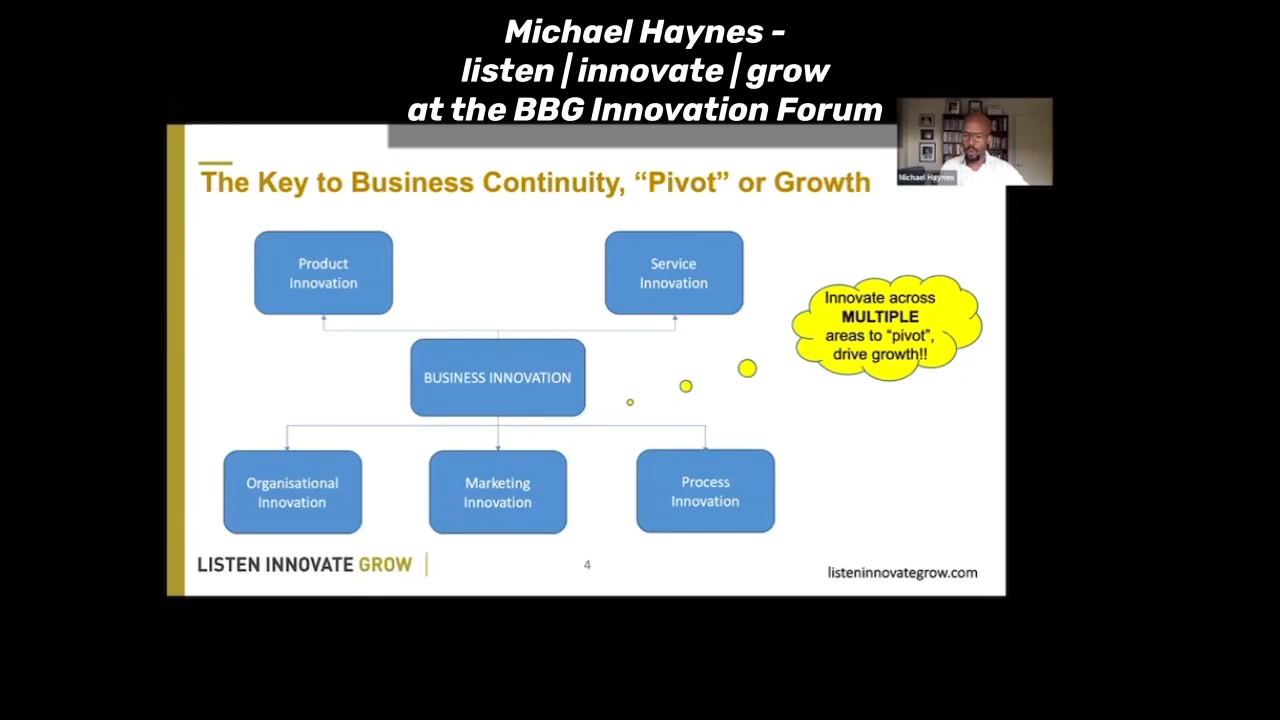 Michael Haynes -
listen | innovate | grow
at the BBG Innovation Forum
Michael Haynes
The Key to Business Continuity, “Pivot” or Growth
Product
Innovation
Service
Innovation
Innovate across
MULTIPLE
areas to “pivot”,
drive growth!!
BUSINESS INNOVATION
Organisational
Innovation
Marketing
Innovation
Process
Innovation
LISTEN INNOVATE GROW
4
listeninnovategrow.com